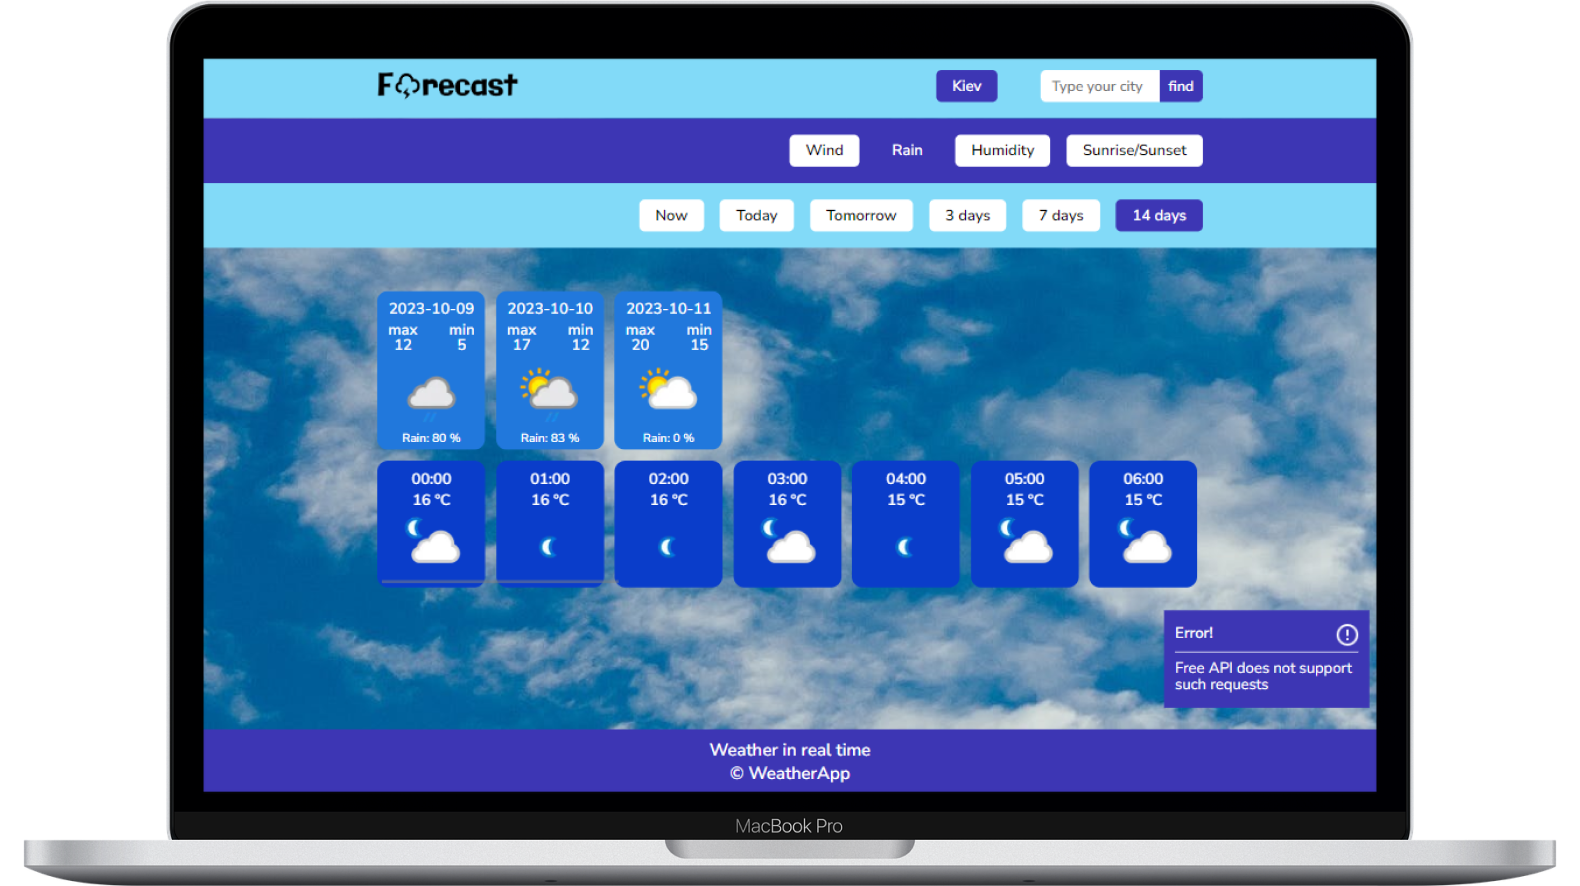 Forecast
Kiev
Type your city
find
Wind
Rain
Humidity
Sunrise/Sunset
Now
Today
Tomorrow
3 days
7 days
14 days
2023-10-09
max min
12 5
Rain: 80 %
2023-10-10
max min
17 12
Rain: 83 %
2023-10-11
max min
20 15
Rain: 0 %
00:00
16 °C
01:00
16 °C
02:00
16 °C
03:00
16 °C
04:00
15 °C
05:00
15 °C
06:00
15 °C
Error!
Free API does not support
such requests
Weather in real time
© WeatherApp
MacBook Pro